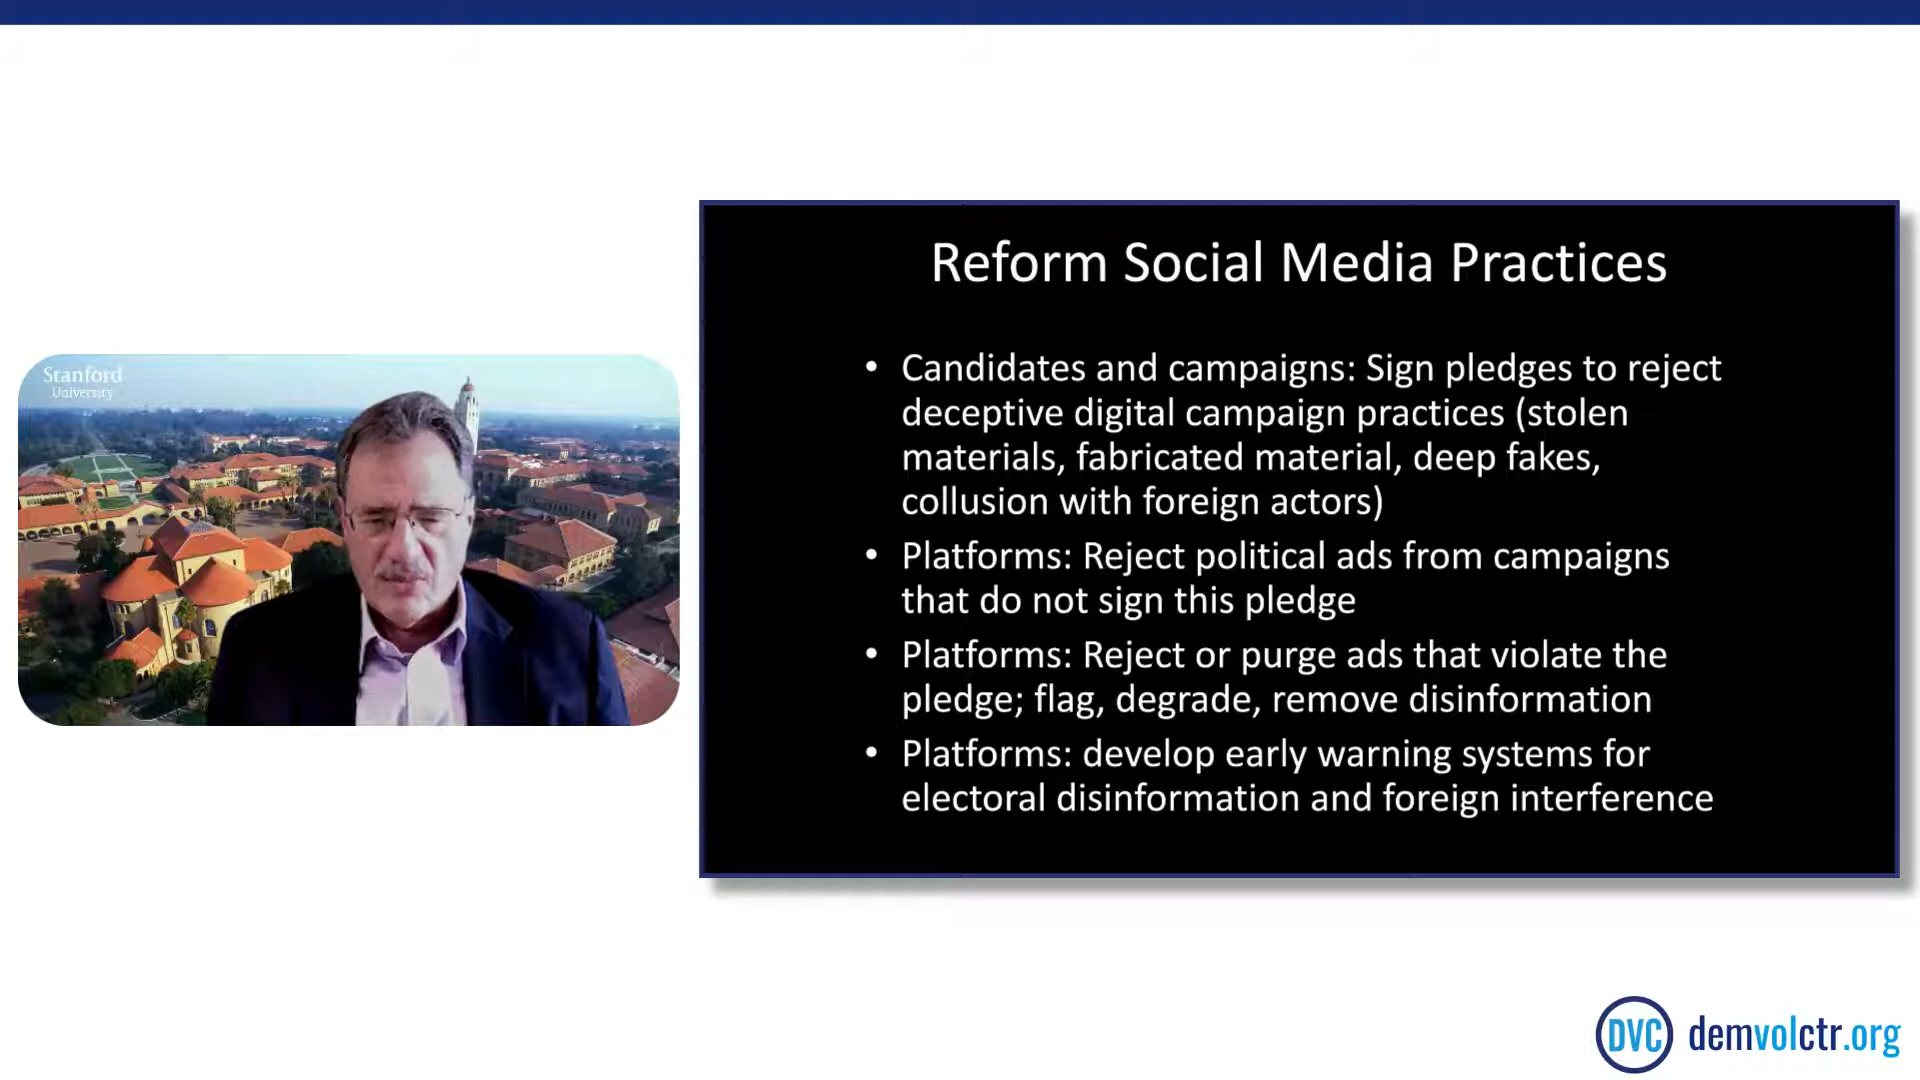 Stanford
University
Reform Social Media Practices
• Candidates and campaigns: Sign pledges to reject
deceptive digital campaign practices (stolen
materials, fabricated material, deep fakes,
collusion with foreign actors)
• Platforms: Reject political ads from campaigns
that do not sign this pledge
• Platforms: Reject or purge ads that violate the
pledge; flag, degrade, remove disinformation
• Platforms: develop early warning systems for
electoral disinformation and foreign interference
DVC demvolctr.org